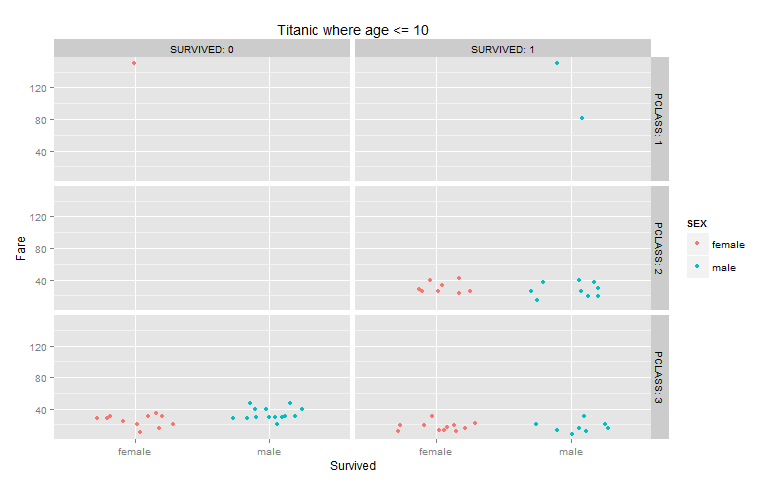 Titanic where age <= 10
SURVIVED: 0
SURVIVED: 1
120
80
40
PCLASS: 1
120
80
40
PCLASS: 2
120
80
40
PCLASS: 3
Fare
female
male
female
male
Survived
SEX
female
male